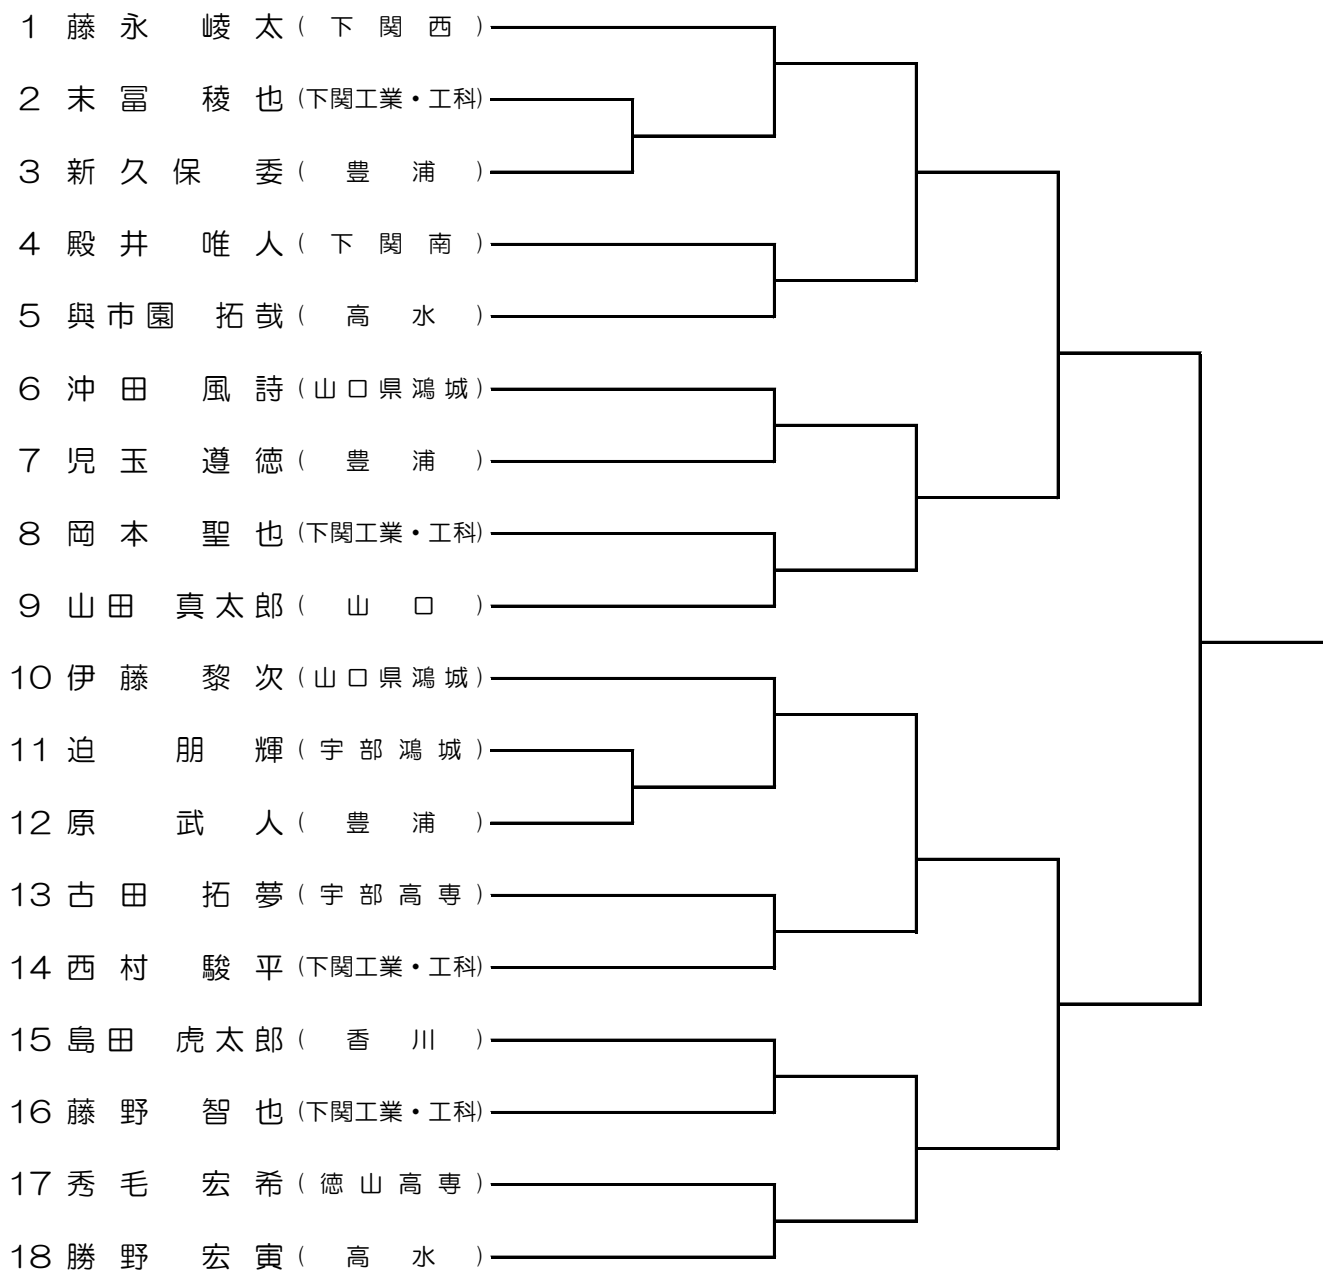 1 藤永 崚太 (下関西)
2 末冨 稜也 (下関工業・工科)
3 新久保 委 (豊浦)
4 殿井 唯人 (下関南)
5 與市園 拓哉 (高水)
6 沖田 風詩 (山口県鴻城)
7 児玉 遵徳 (豊浦)
8 岡本 聖也 (下関工業・工科)
9 山田 真太郎 (山口)
10 伊藤 黎次 (山口県鴻城)
11 迫 朋輝 (宇部鴻城)
12 原 武人 (豊浦)
13 古田 拓夢 (宇部高専)
14 西村 駿平 (下関工業・工科)
15 島田 虎太郎 (香川)
16 藤野 智也 (下関工業・工科)
17 秀毛 宏希 (徳山高専)
18 勝野 宏寅 (高水)